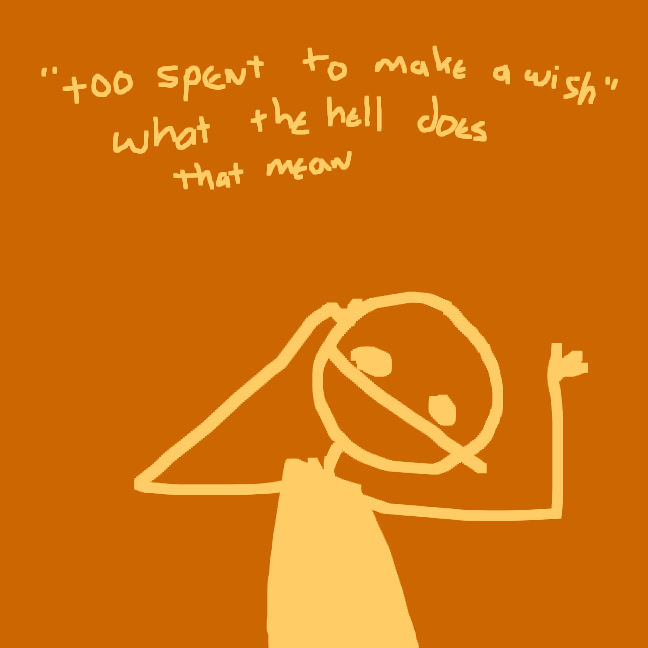 "too spent to make a wish"
what the hell does
that mean